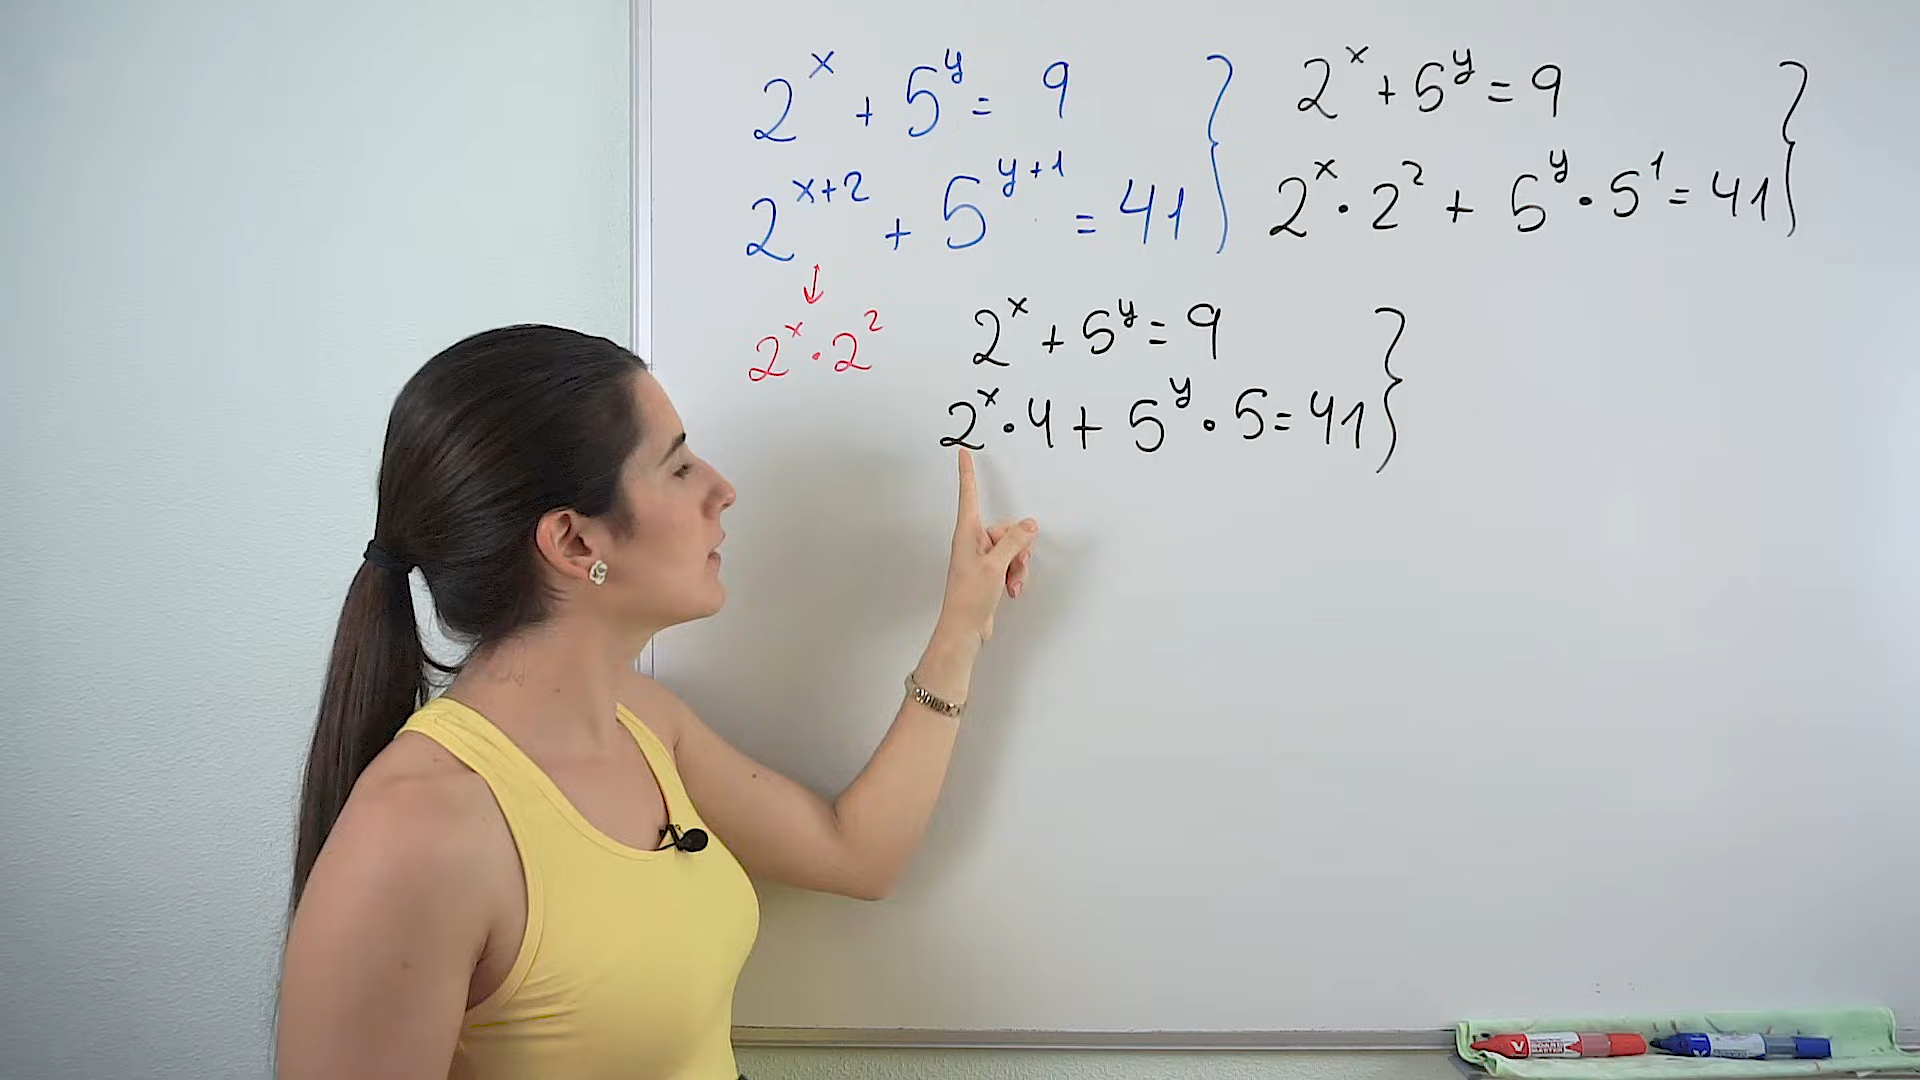 2^x + 5^y = 9
2^{x+2} + 5^{y+1} = 41
2^x · 2^2
2^x + 5^y = 9
2^x · 2^2 + 5^y · 5^1 = 41
2^x + 5^y = 9
2^x · 4 + 5^y · 5 = 41